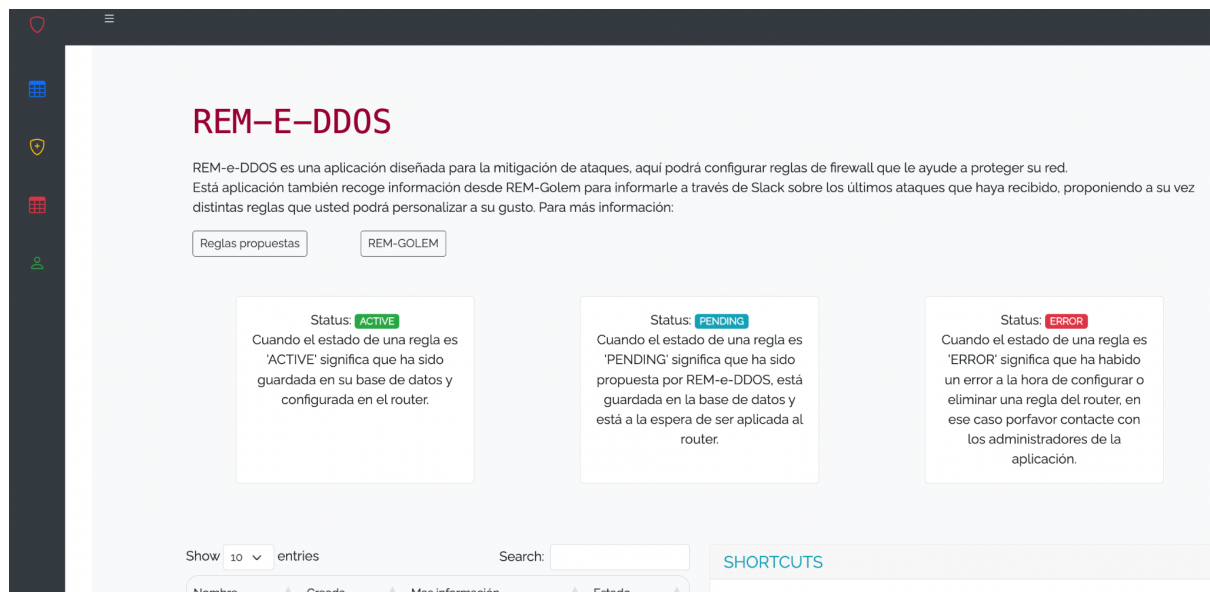 REM-E-DDOS
REM-e-DDOS es una aplicación diseñada para la mitigación de ataques, aquí podrá configurar reglas de firewall que le ayude a proteger su red.
Está aplicación también recoge información desde REM-Golem para informarle a través de Slack sobre los últimos ataques que haya recibido, proponiendo a su vez
distintas reglas que usted podrá personalizar a su gusto. Para más información:
Reglas propuestas
REM-GOLEM
Status: ACTIVE
Cuando el estado de una regla es
'ACTIVE' significa que ha sido
guardada en su base de datos y
configurada en el router.
Status: PENDING
Cuando el estado de una regla es
'PENDING' significa que ha sido
propuesta por REM-e-DDOS, está
guardada en la base de datos y
está a la espera de ser aplicada al
router.
Status: ERROR
Cuando el estado de una regla es
'ERROR' significa que ha habido
un error a la hora de configurar o
eliminar una regla del router, en
ese caso porfavor contacte con
los administradores de la
aplicación.
Show 10 entries
Search:
SHORTCUTS
Nombre Creada Mas información Estado